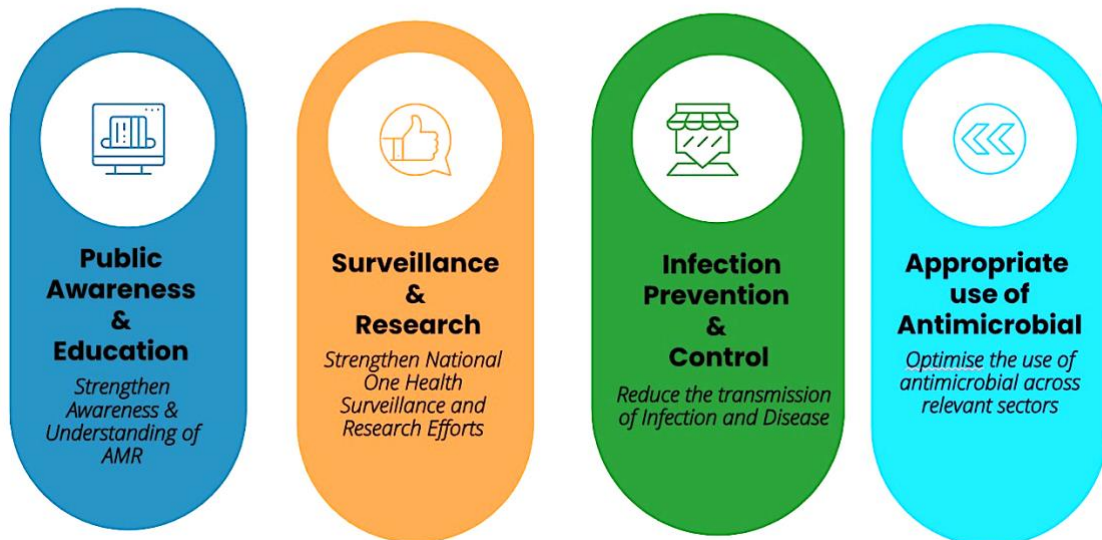 Public
Awareness
&
Education
Strengthen
Awareness &
Understanding of
AMR
Surveillance
&
Research
Strengthen National
One Health
Surveillance and
Research Efforts
Infection
Prevention
&
Control
Reduce the transmission
of Infection and Disease
Appropriate
use of
Antimicrobial
Optimise the use of
antimicrobial across
relevant sectors